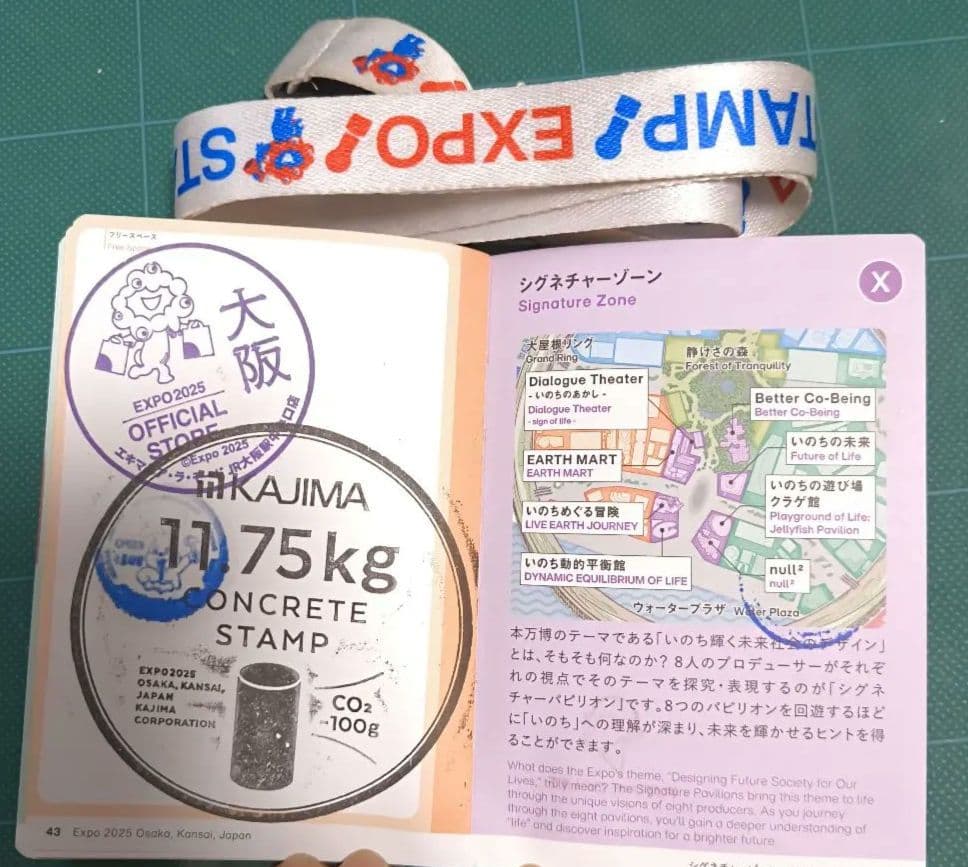 STAMP! EXPO! ST
フリースペース
Free Space
大阪
EXPO2025
OFFICIAL
STORE
©Expo 2025
KAJIMA
11.75kg
CONCRETE
STAMP
EXPO2025
OSAKA, KANSAI,
JAPAN
KAJIMA
CORPORATION
CO₂
-100g
43 Expo 2025 Osaka, Kansai, Japan
シグネチャーゾーン
Signature Zone
X
大屋根リング
Grand Ring
静けさの森
Forest of Tranquility
Dialogue Theater
- いのちのあかし -
Dialogue Theater
- sign of life -
Better Co-Being
Better Co-Being
EARTH MART
EARTH MART
いのちの未来
Future of Life
いのちめぐる冒険
LIVE EARTH JOURNEY
いのちの遊び場
クラゲ館
Playground of Life:
Jellyfish Pavilion
いのち動的平衡館
DYNAMIC EQUILIBRIUM OF LIFE
null²
null²
ウォータープラザ Water Plaza
本万博のテーマである「いのち輝く未来社会のデザイン」
とは、そもそも何なのか? 8人のプロデューサーがそれぞ
れの視点でそのテーマを探究・表現するのが「シグネ
チャーパビリオン」です。8つのパビリオンを回遊するほど
に「いのち」への理解が深まり、未来を輝かせるヒントを得
ることができます。
What does the Expo's theme, "Designing Future Society for Our
Lives," truly mean? The Signature Pavilions bring this theme to life
through the unique visions of eight producers. As you journey
through the eight pavilions, you'll gain a deeper understanding of
"life" and discover inspiration for a brighter future.